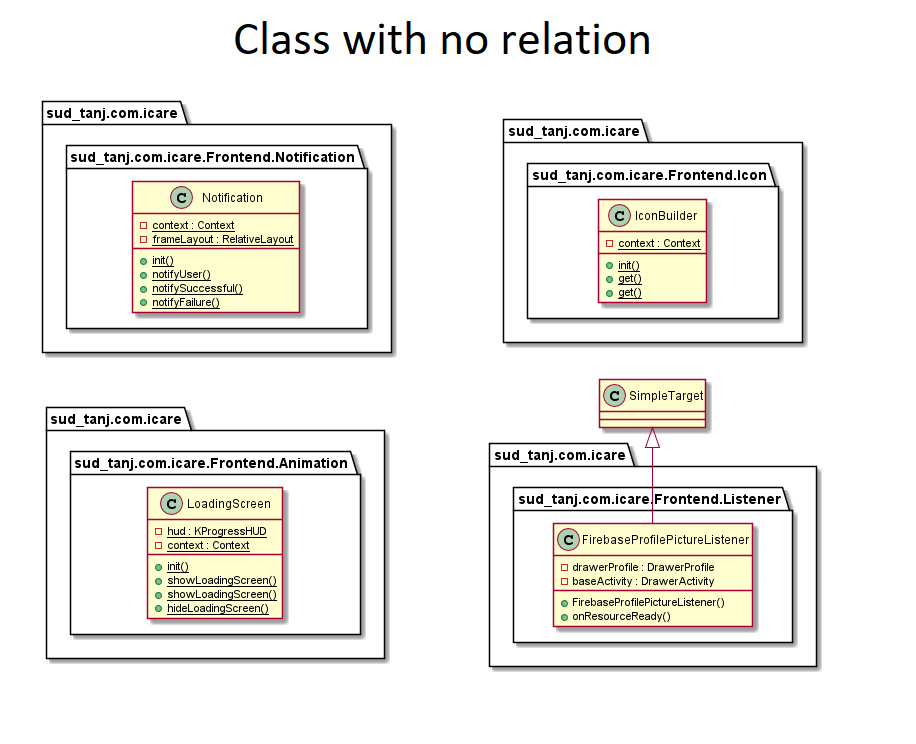 Class with no relation
sud_tanj.com.icare
sud_tanj.com.icare.Frontend.Notification
C Notification
context : Context
frameLayout : RelativeLayout
init()
notifyUser()
notifySuccessful()
notifyFailure()
sud_tanj.com.icare
sud_tanj.com.icare.Frontend.Icon
C IconBuilder
context : Context
init()
get()
get()
sud_tanj.com.icare
sud_tanj.com.icare.Frontend.Animation
C LoadingScreen
hud : KProgressHUD
context : Context
init()
showLoadingScreen()
showLoadingScreen()
hideLoadingScreen()
C SimpleTarget
sud_tanj.com.icare
sud_tanj.com.icare.Frontend.Listener
C FirebaseProfilePictureListener
drawerProfile : DrawerProfile
baseActivity : DrawerActivity
FirebaseProfilePictureListener()
onResourceReady()